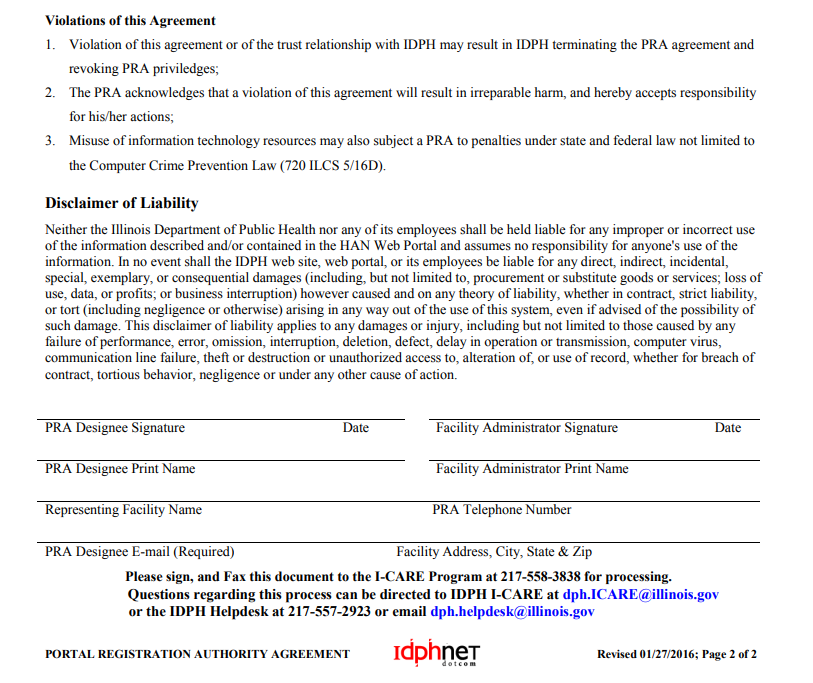 Violations of this Agreement
1. Violation of this agreement or of the trust relationship with IDPH may result in IDPH terminating the PRA agreement and
revoking PRA priviledges;
2. The PRA acknowledges that a violation of this agreement will result in irreparable harm, and hereby accepts responsibility
for his/her actions;
3. Misuse of information technology resources may also subject a PRA to penalties under state and federal law not limited to
the Computer Crime Prevention Law (720 ILCS 5/16D).
Disclaimer of Liability
Neither the Illinois Department of Public Health nor any of its employees shall be held liable for any improper or incorrect use
of the information described and/or contained in the HAN Web Portal and assumes no responsibility for anyone's use of the
information. In no event shall the IDPH web site, web portal, or its employees be liable for any direct, indirect, incidental,
special, exemplary, or consequential damages (including, but not limited to, procurement or substitute goods or services; loss of
use, data, or profits; or business interruption) however caused and on any theory of liability, whether in contract, strict liability,
or tort (including negligence or otherwise) arising in any way out of the use of this system, even if advised of the possibility of
such damage. This disclaimer of liability applies to any damages or injury, including but not limited to those caused by any
failure of performance, error, omission, interruption, deletion, defect, delay in operation or transmission, computer virus,
communication line failure, theft or destruction or unauthorized access to, alteration of, or use of record, whether for breach of
contract, tortious behavior, negligence or under any other cause of action.
PRA Designee Signature Date Facility Administrator Signature Date
PRA Designee Print Name Facility Administrator Print Name
Representing Facility Name PRA Telephone Number
PRA Designee E-mail (Required) Facility Address, City, State & Zip
Please sign, and Fax this document to the I-CARE Program at 217-558-3838 for processing.
Questions regarding this process can be directed to IDPH I-CARE at dph.ICARE@illinois.gov
or the IDPH Helpdesk at 217-557-2923 or email dph.helpdesk@illinois.gov
PORTAL REGISTRATION AUTHORITY AGREEMENT idphnet dotcom Revised 01/27/2016; Page 2 of 2